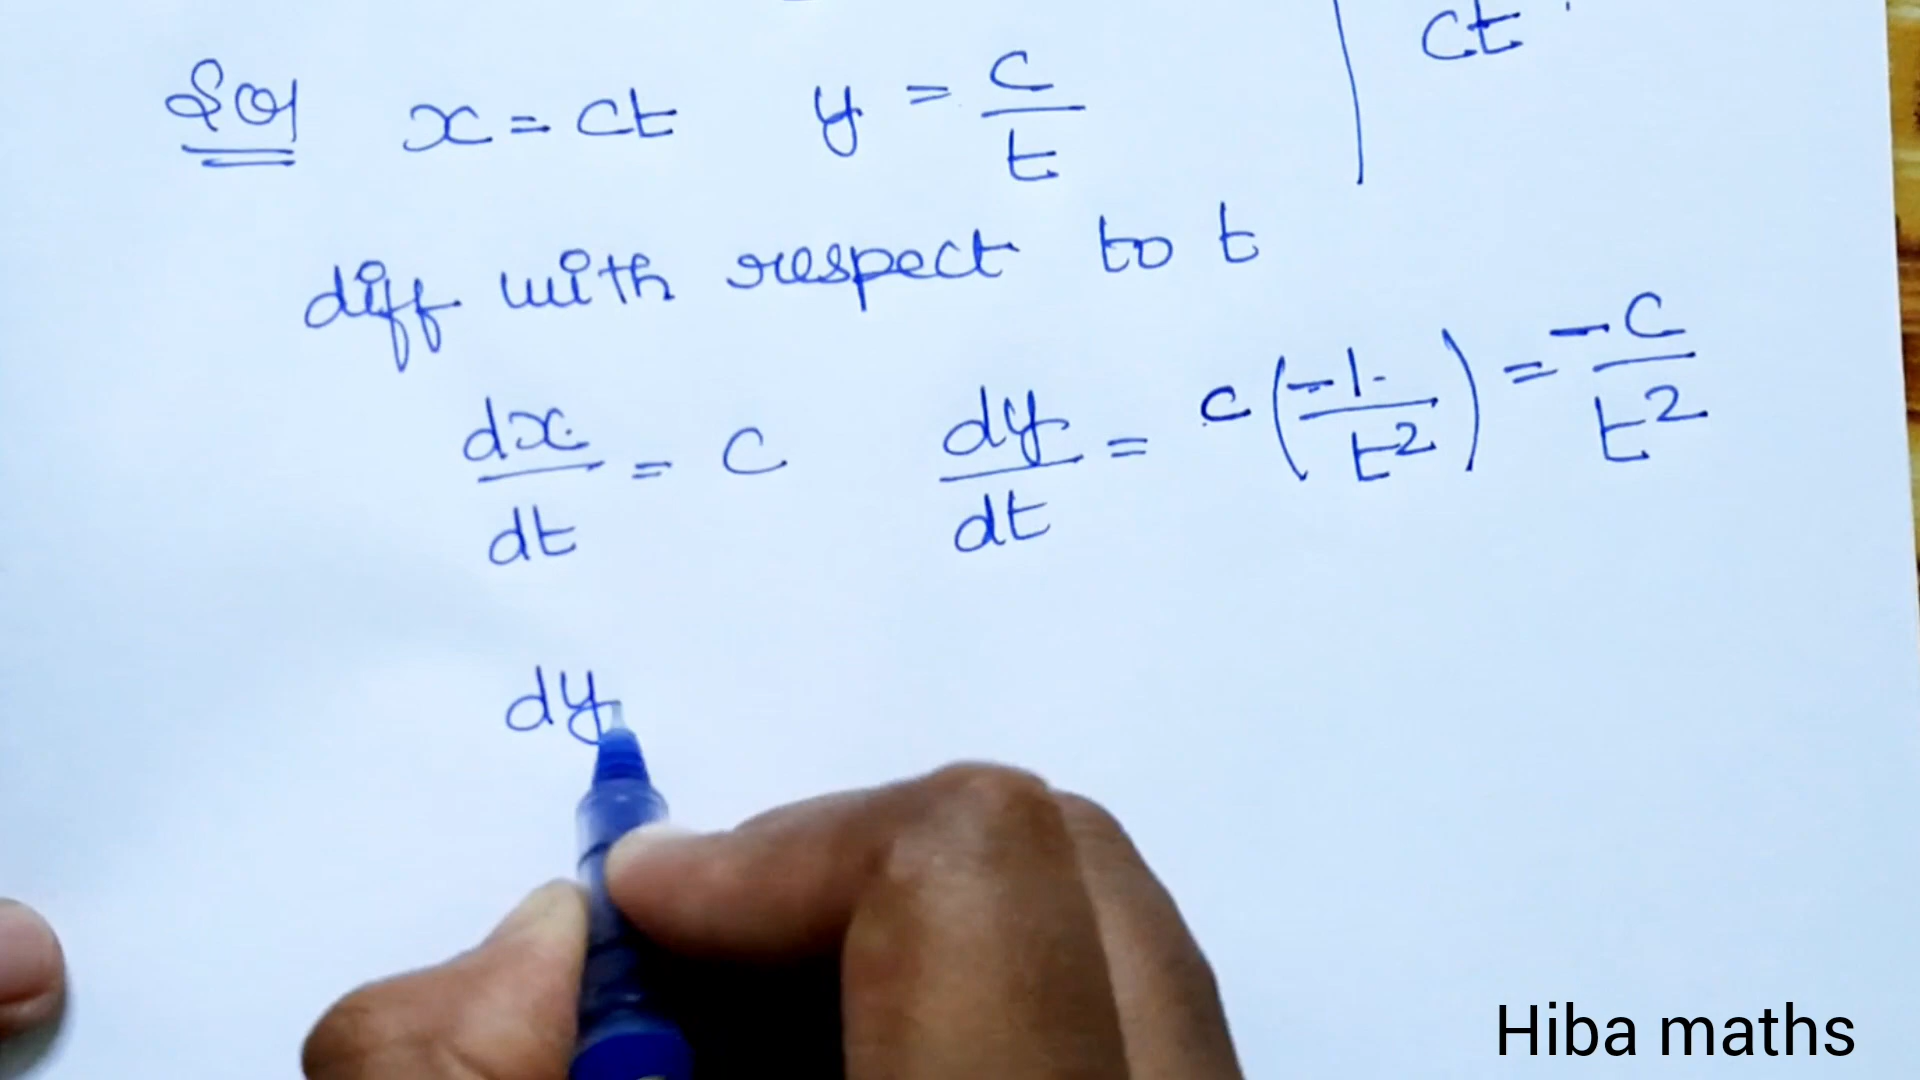 ct
Sol x = ct y = c/t
diff with respect to t
dx/dt = c dy/dt = c(-1/t²) = -c/t²
dy
Hiba maths